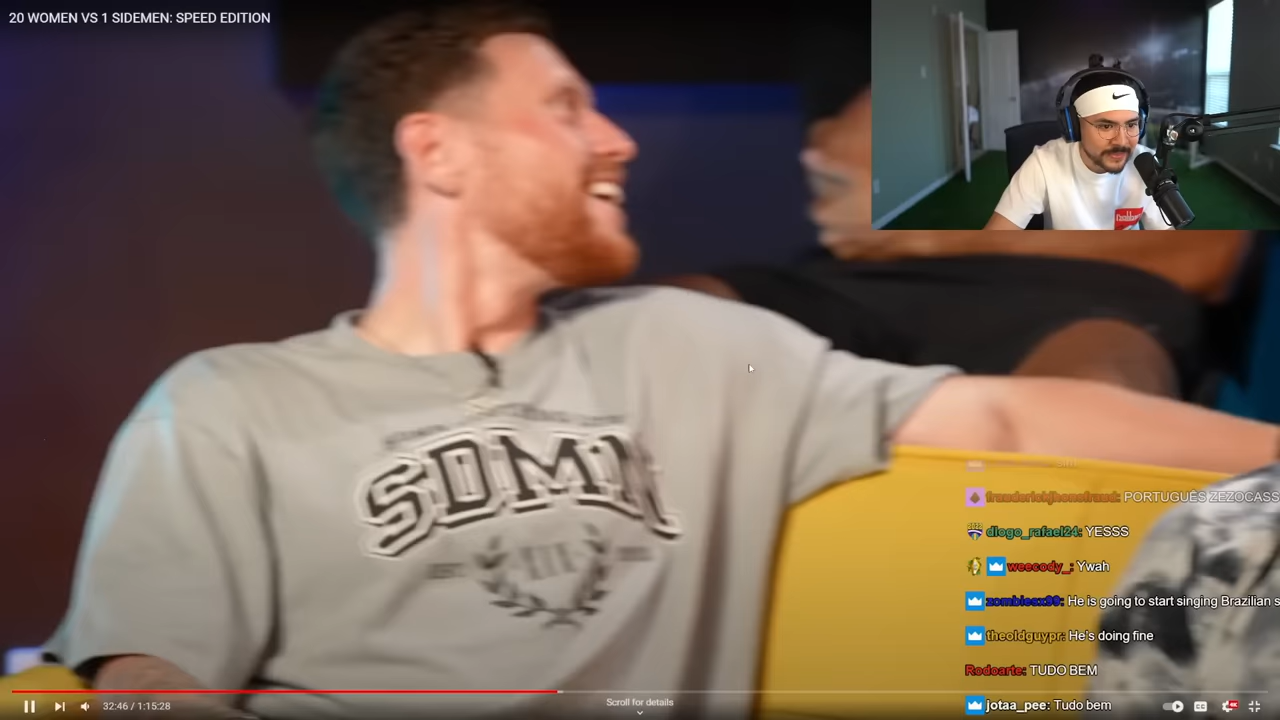 20 WOMEN VS 1 SIDEMEN: SPEED EDITION
SDMN
XIX
PORTUGUÊS ZEZOCASS
diogo_rafael24: YESSS
weecody_: Ywah
zombieax99: He is going to start singing Brazilian s
theoldguypr: He's doing fine
Rodoarte: TUDO BEM
jotaa_pee: Tudo bem
32:46 / 1:15:28
Scroll for details